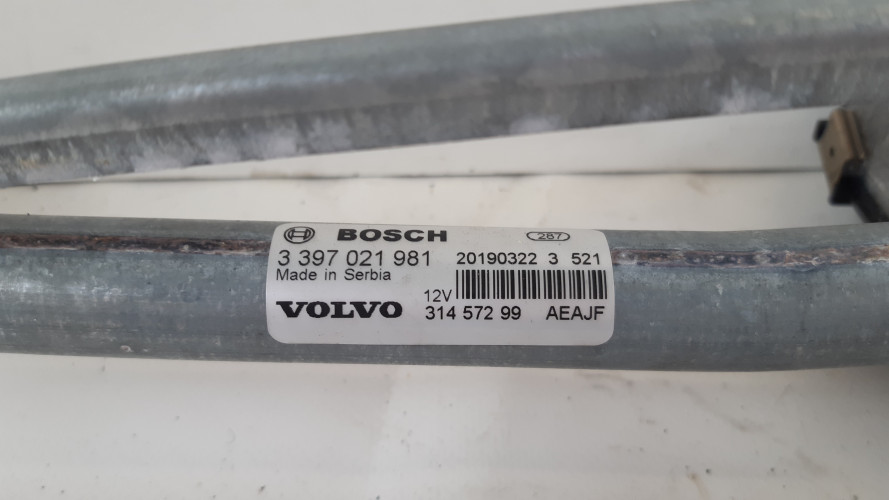 BOSCH 287
3 397 021 981 20190322 3 521
Made in Serbia
12V
VOLVO 314 572 99 AEAJF